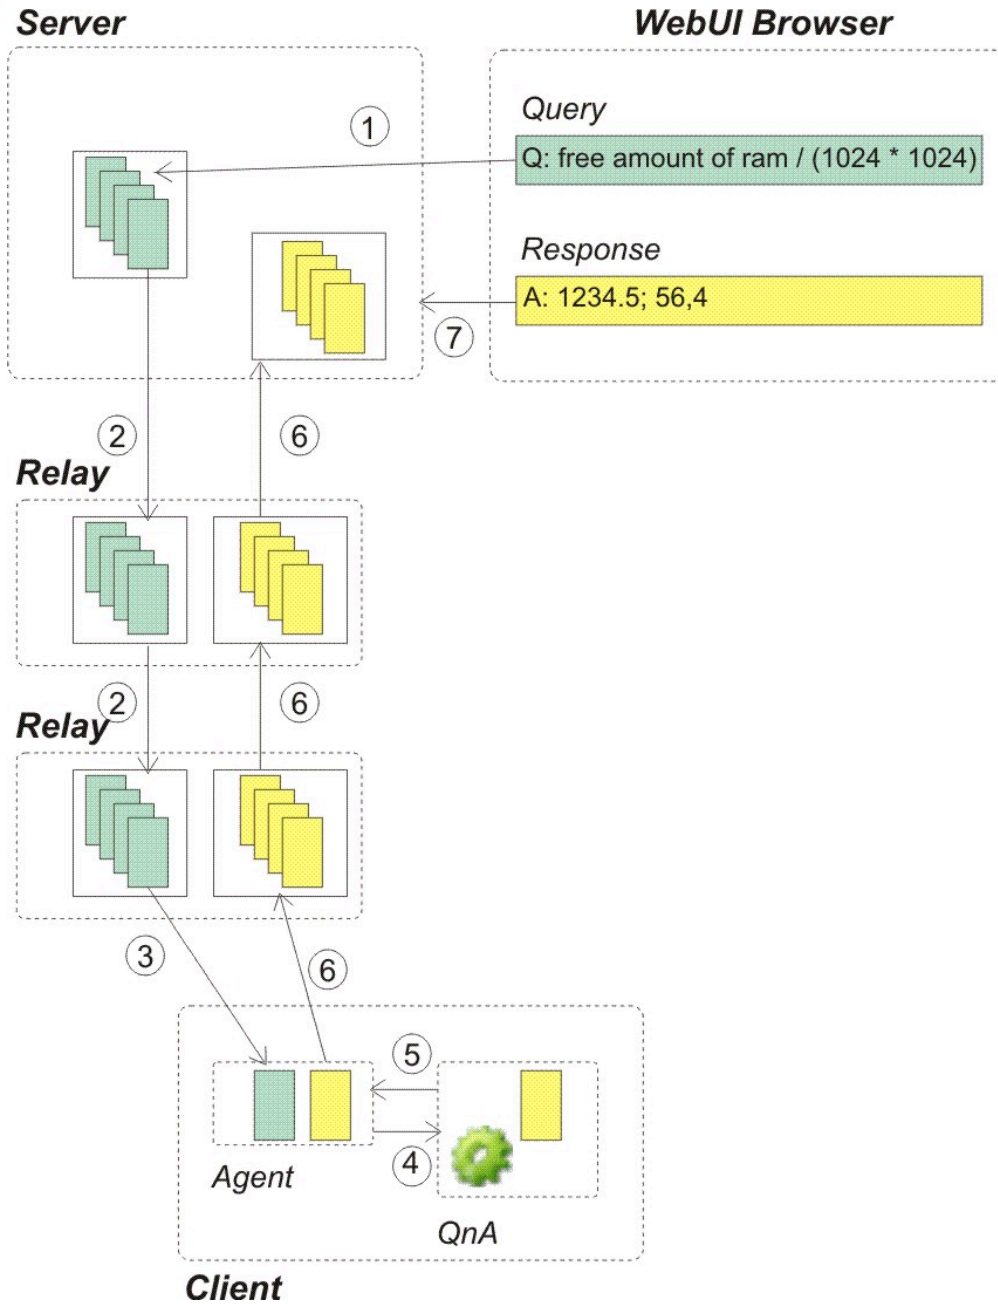 Server
WebUI Browser
Query
1
Q: free amount of ram / (1024 * 1024)
Response
A: 1234.5; 56,4
7
2
6
Relay
2
6
Relay
3
6
5
4
Agent
QnA
Client